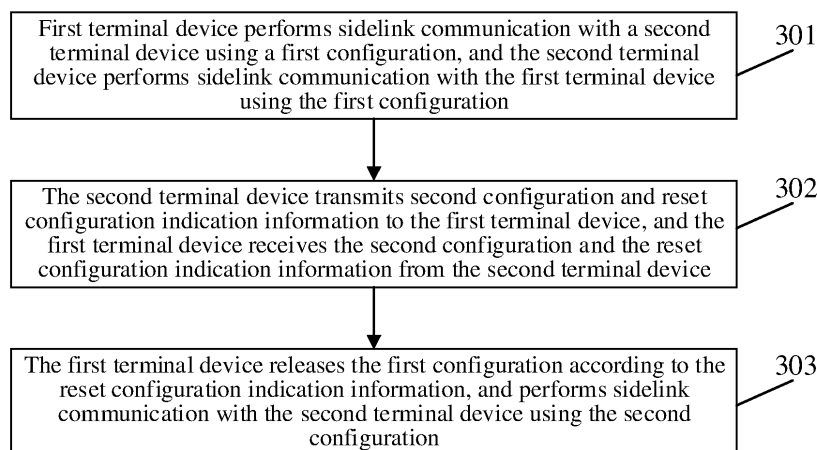 First terminal device performs sidelink communication with a second
terminal device using a first configuration, and the second terminal
device performs sidelink communication with the first terminal device
using the first configuration
301
The second terminal device transmits second configuration and reset
configuration indication information to the first terminal device, and the
first terminal device receives the second configuration and the reset
configuration indication information from the second terminal device
302
The first terminal device releases the first configuration according to the
reset configuration indication information, and performs sidelink
communication with the second terminal device using the second
configuration
303